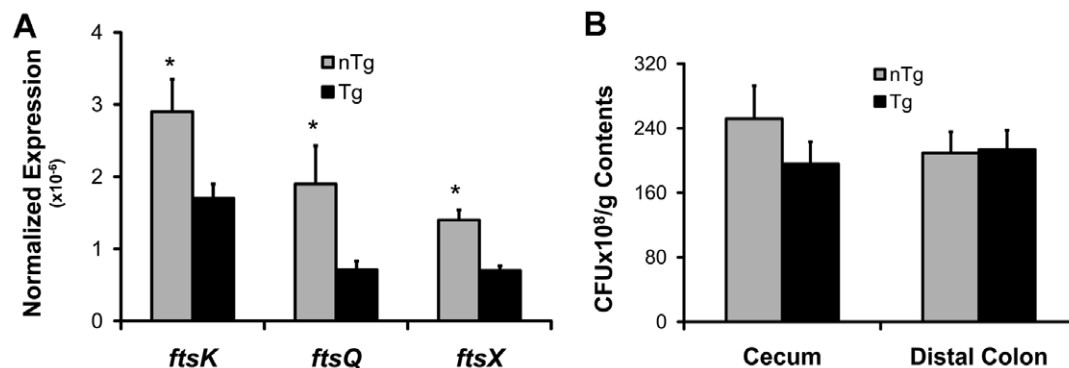 A
Normalized Expression
(x10⁻⁶)
4
3
2
1
0
*
*
*
nTg
Tg
ftsK
ftsQ
ftsX
B
CFUx10⁸/g Contents
320
240
160
80
0
nTg
Tg
Cecum
Distal Colon